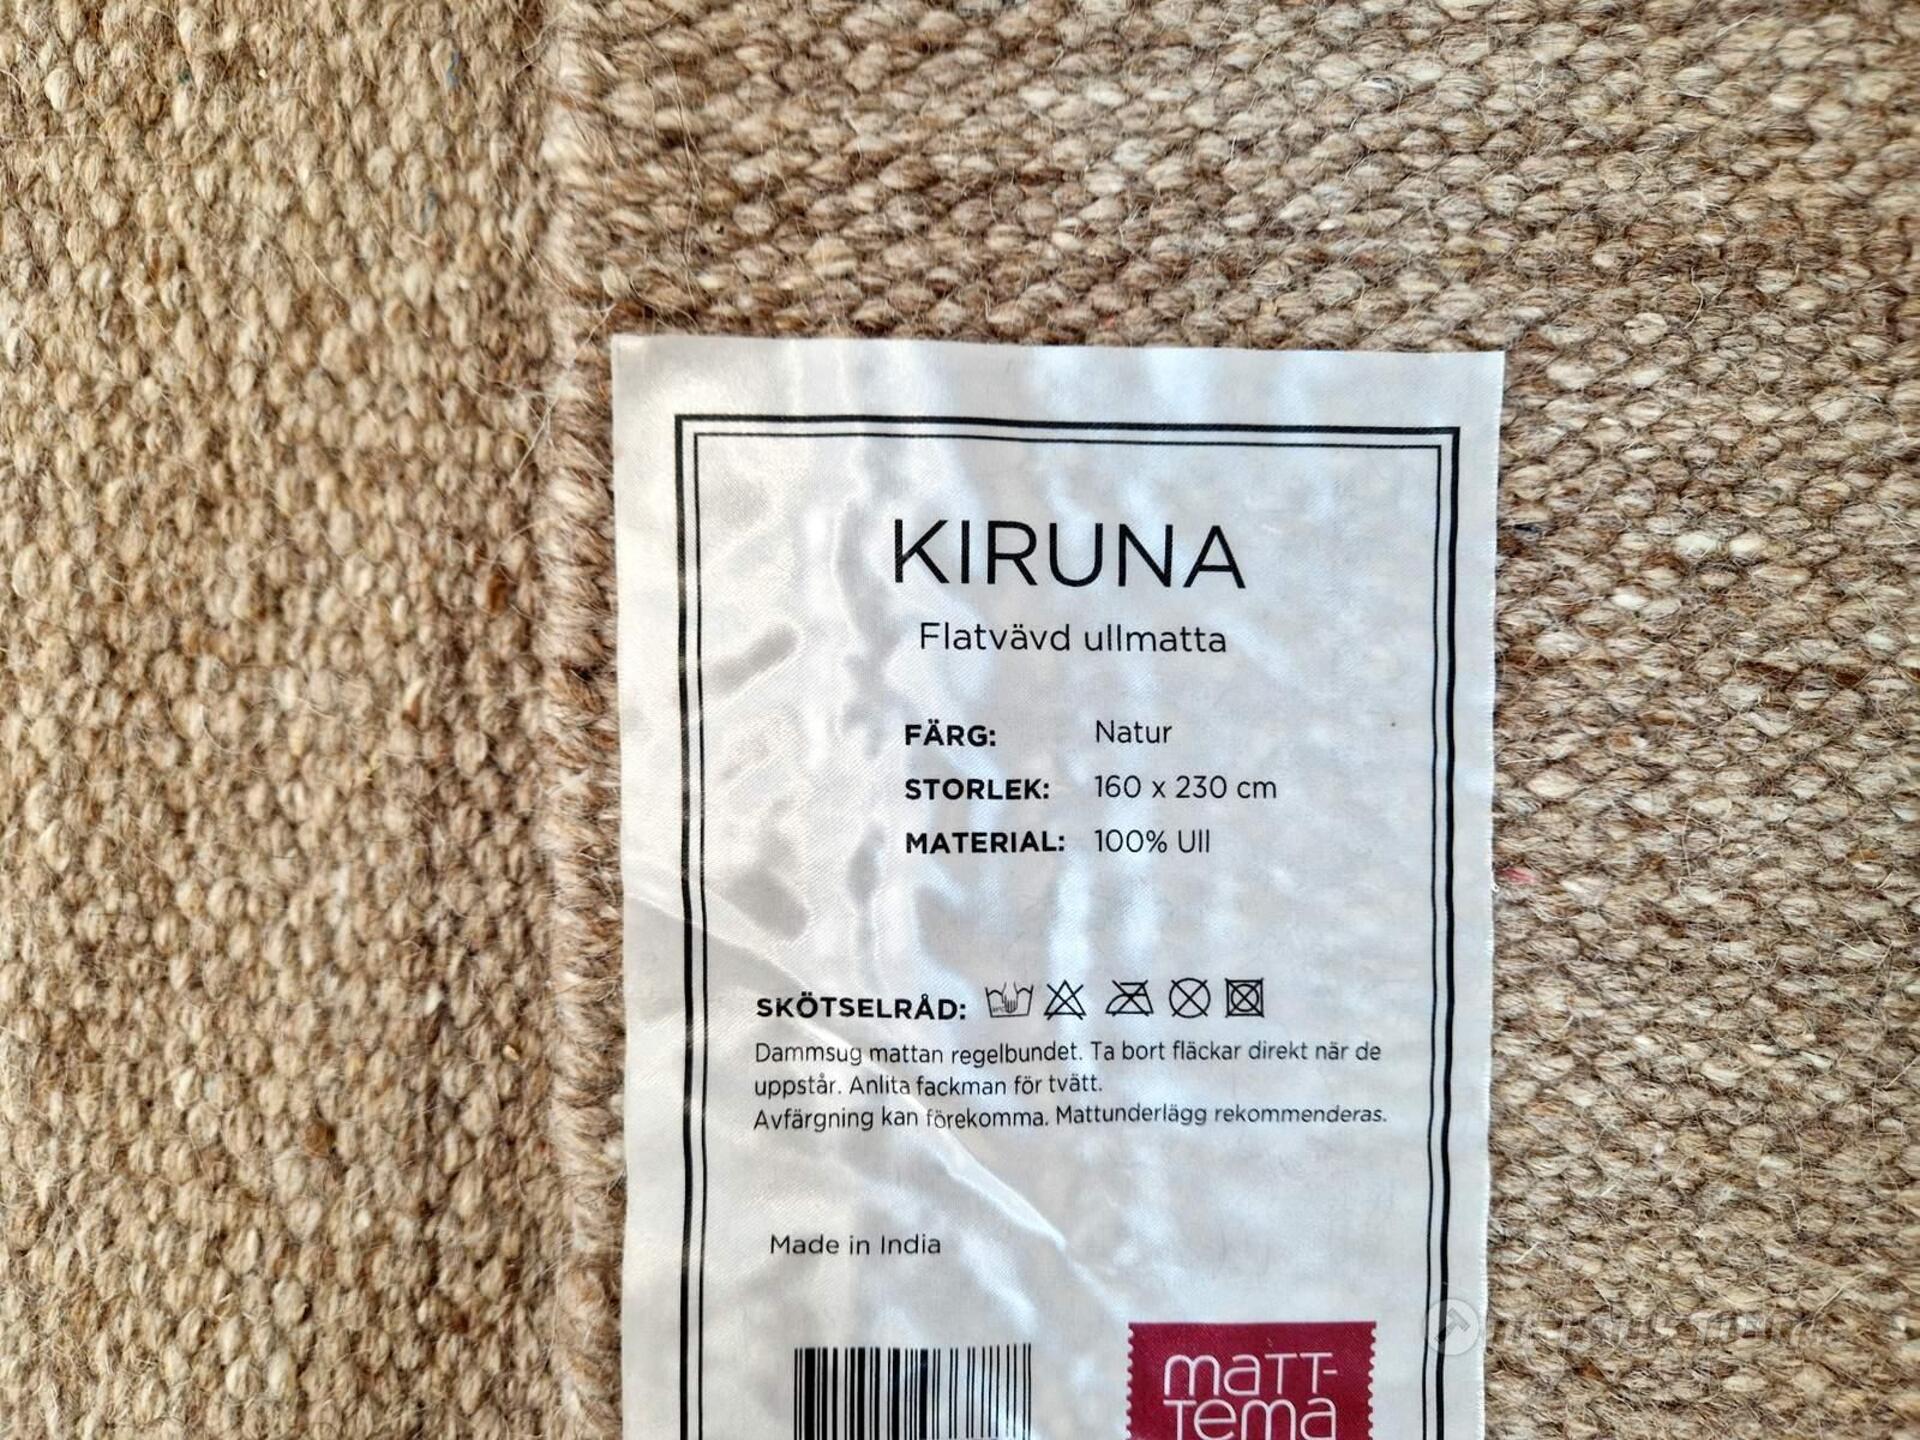 KIRUNA
Flatvävd ullmatta
FÄRG: Natur
STORLEK: 160 x 230 cm
MATERIAL: 100% Ull
SKÖTSELRÅD:
Dammsug mattan regelbundet. Ta bort fläckar direkt när de
uppstår. Anlita fackman för tvätt.
Avfärgning kan förekomma. Mattunderlägg rekommenderas.
Made in India
maTT-
Tema